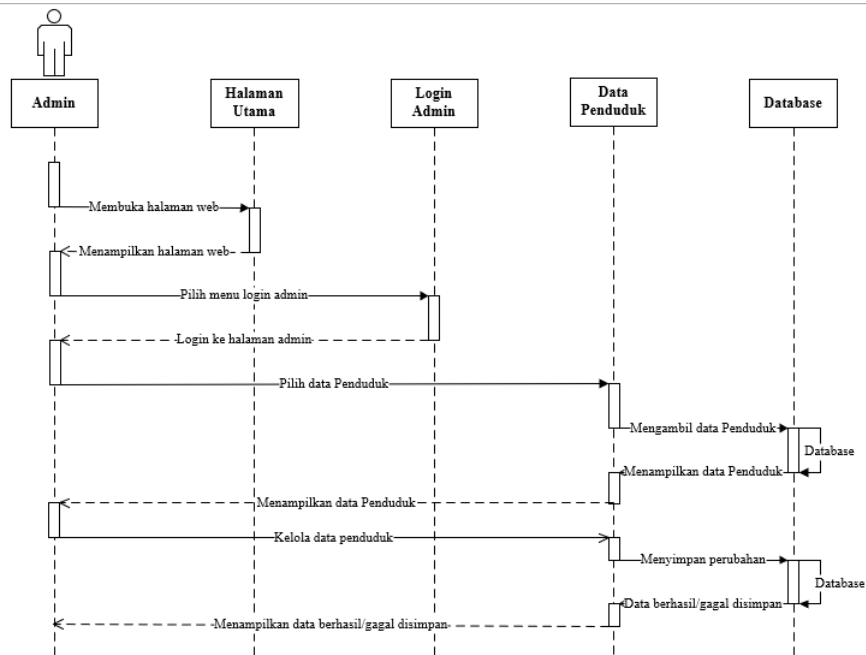 Admin
Halaman
Utama
Login
Admin
Data
Penduduk
Database
Membuka halaman web
Menampilkan halaman web
Pilih menu login admin
Login ke halaman admin
Pilih data Penduduk
Mengambil data Penduduk
Database
Menampilkan data Penduduk
Menampilkan data Penduduk
Kelola data penduduk
Menyimpan perubahan
Database
Data berhasil/gagal disimpan
Menampilkan data berhasil/gagal disimpan